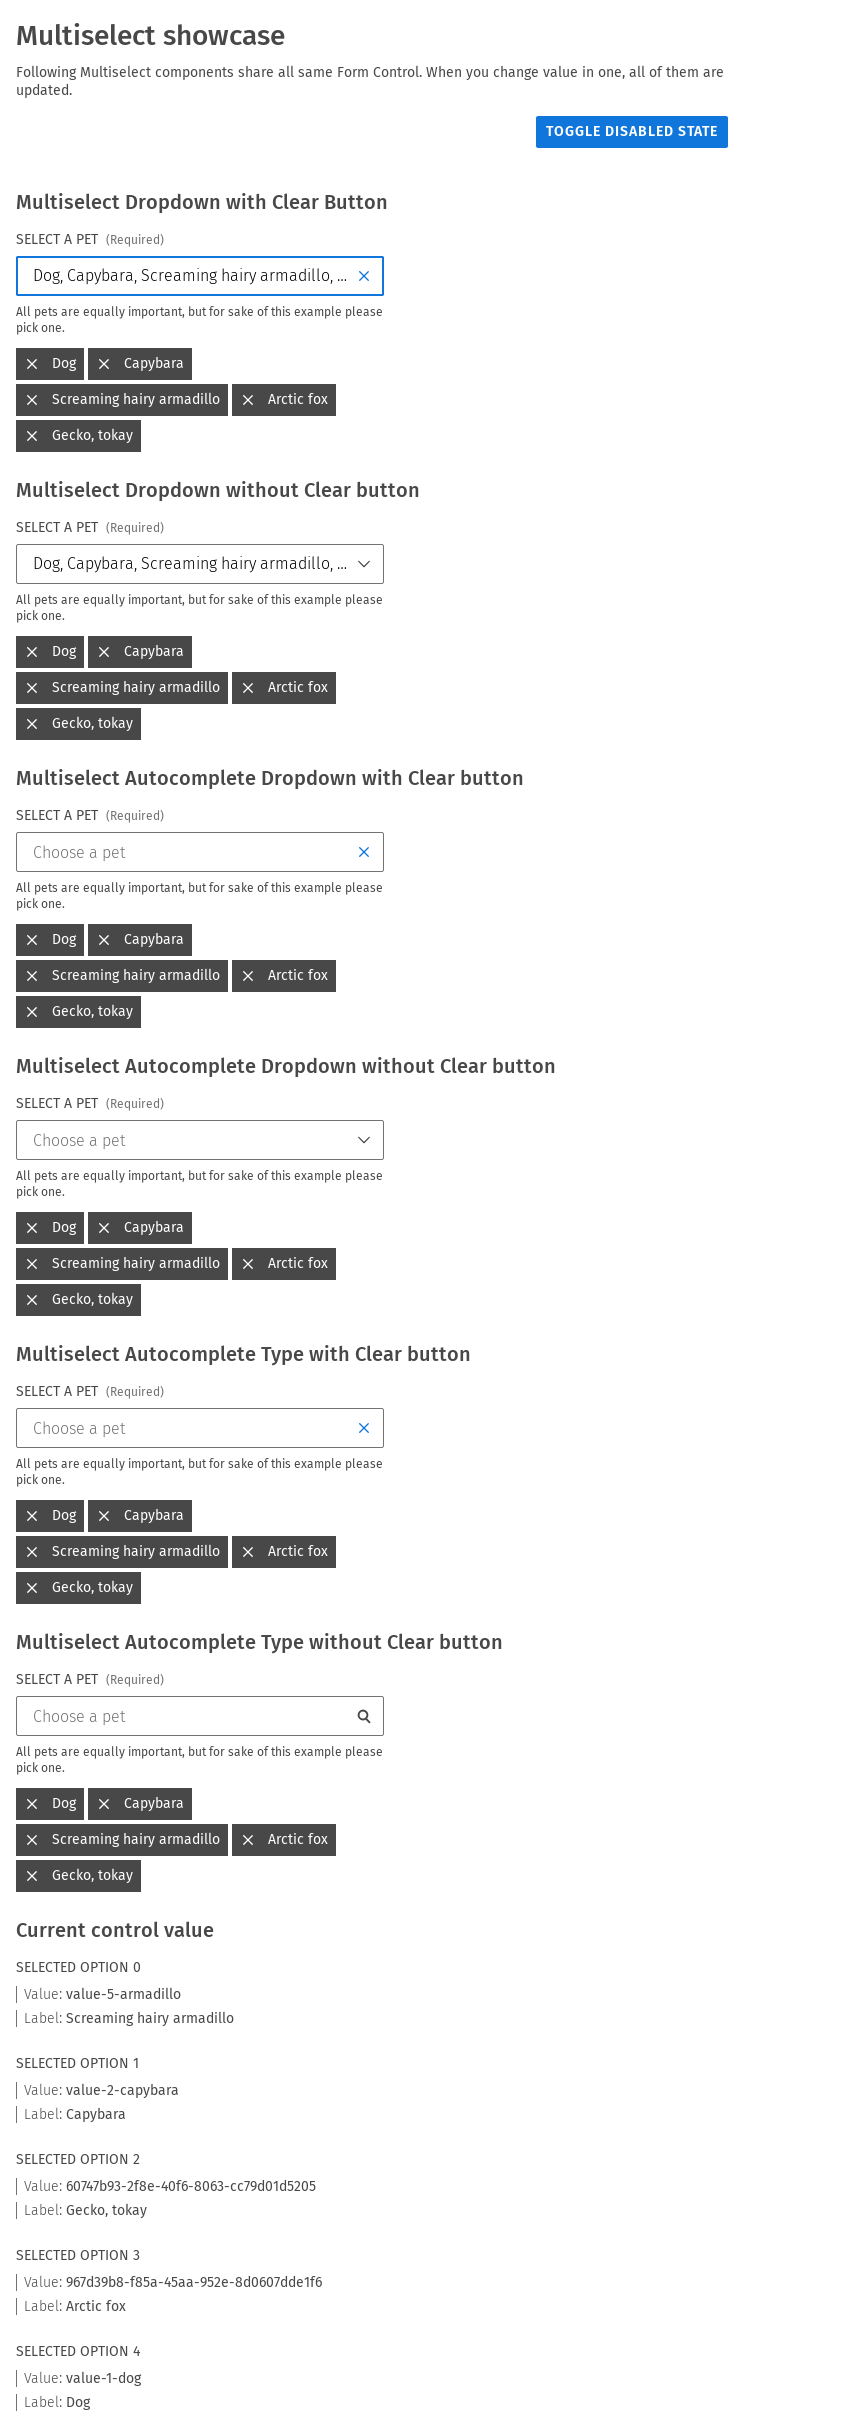 Multiselect showcase
Following Multiselect components share all same Form Control. When you change value in one, all of them are
updated.
TOGGLE DISABLED STATE
Multiselect Dropdown with Clear Button
SELECT A PET (Required)
Dog, Capybara, Screaming hairy armadillo, ...
All pets are equally important, but for sake of this example please
pick one.
Dog Capybara
Screaming hairy armadillo Arctic fox
Gecko, tokay
Multiselect Dropdown without Clear button
SELECT A PET (Required)
Dog, Capybara, Screaming hairy armadillo, ...
All pets are equally important, but for sake of this example please
pick one.
Dog Capybara
Screaming hairy armadillo Arctic fox
Gecko, tokay
Multiselect Autocomplete Dropdown with Clear button
SELECT A PET (Required)
Choose a pet
All pets are equally important, but for sake of this example please
pick one.
Dog Capybara
Screaming hairy armadillo Arctic fox
Gecko, tokay
Multiselect Autocomplete Dropdown without Clear button
SELECT A PET (Required)
Choose a pet
All pets are equally important, but for sake of this example please
pick one.
Dog Capybara
Screaming hairy armadillo Arctic fox
Gecko, tokay
Multiselect Autocomplete Type with Clear button
SELECT A PET (Required)
Choose a pet
All pets are equally important, but for sake of this example please
pick one.
Dog Capybara
Screaming hairy armadillo Arctic fox
Gecko, tokay
Multiselect Autocomplete Type without Clear button
SELECT A PET (Required)
Choose a pet
All pets are equally important, but for sake of this example please
pick one.
Dog Capybara
Screaming hairy armadillo Arctic fox
Gecko, tokay
Current control value
SELECTED OPTION 0
Value: value-5-armadillo
Label: Screaming hairy armadillo
SELECTED OPTION 1
Value: value-2-capybara
Label: Capybara
SELECTED OPTION 2
Value: 60747b93-2f8e-40f6-8063-cc79d01d5205
Label: Gecko, tokay
SELECTED OPTION 3
Value: 967d39b8-f85a-45aa-952e-8d0607dde1f6
Label: Arctic fox
SELECTED OPTION 4
Value: value-1-dog
Label: Dog